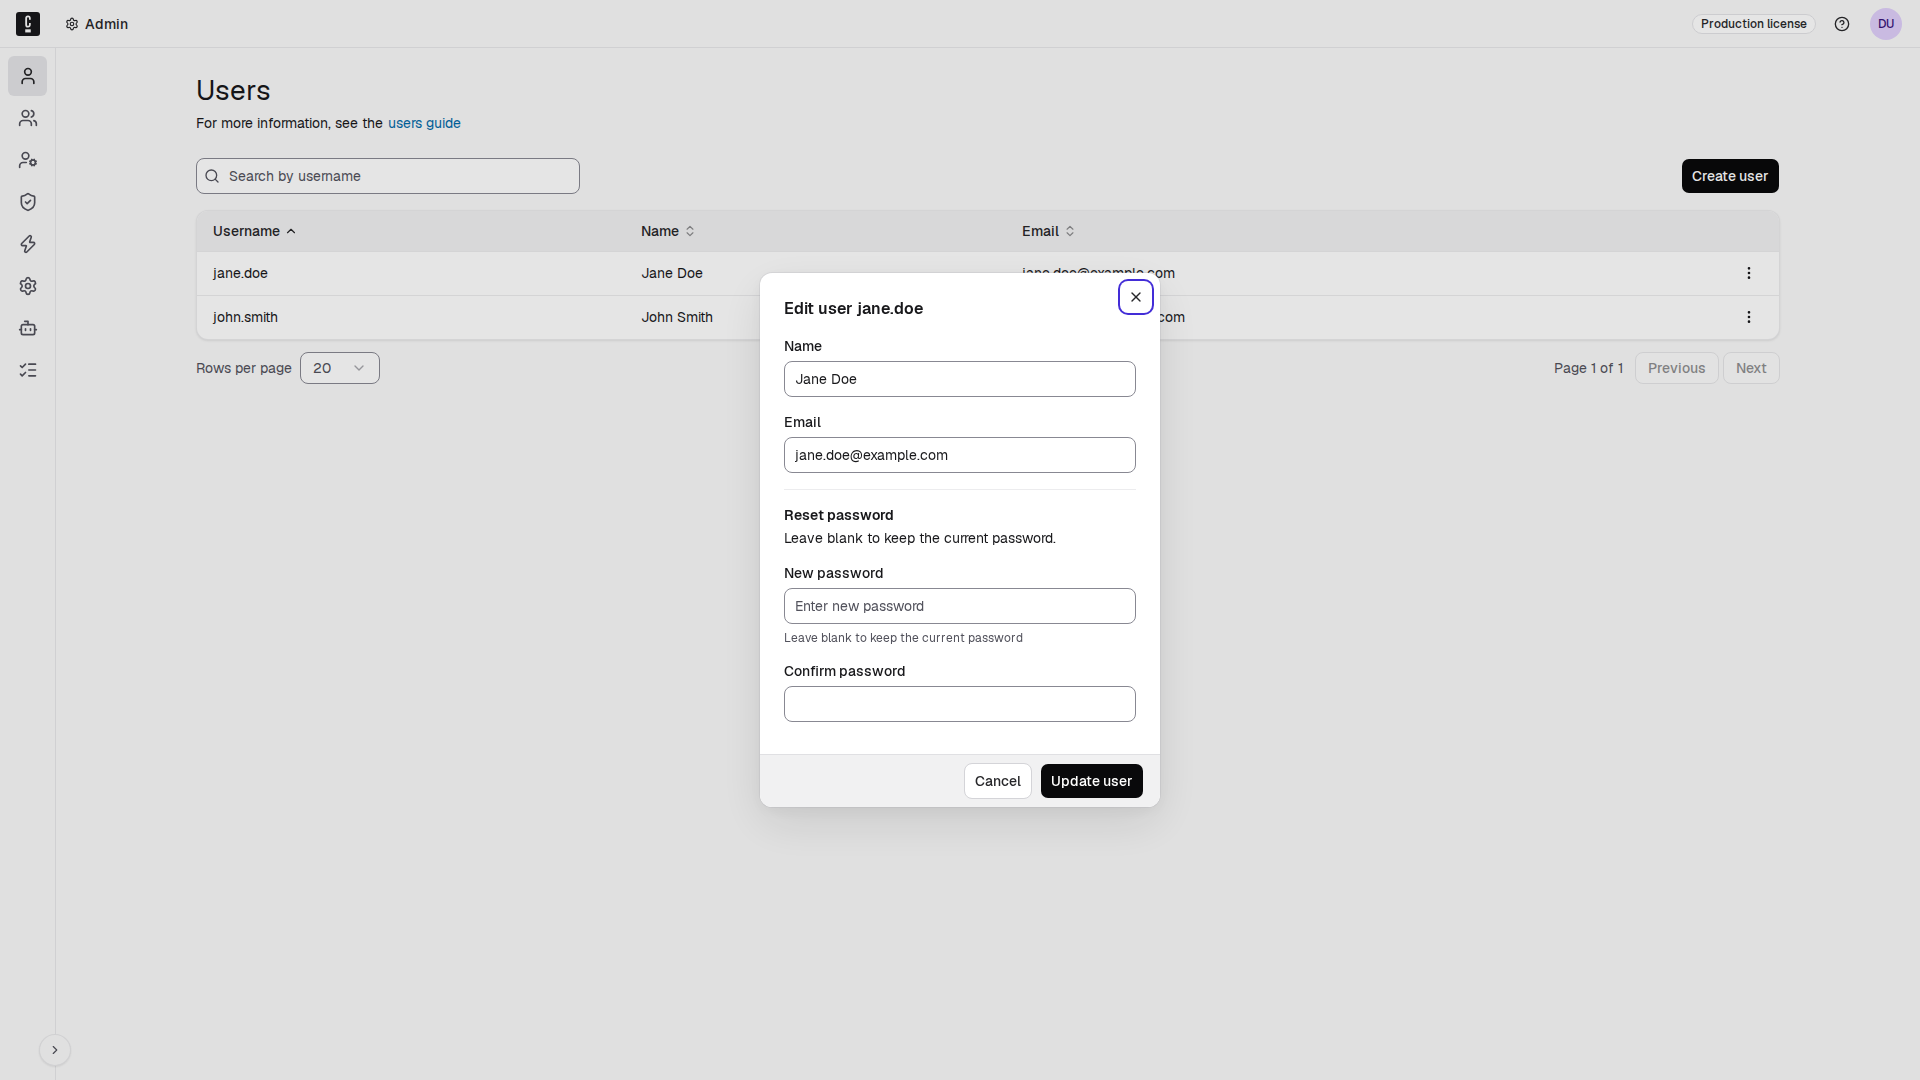 Admin
Production license
DU
Users
For more information, see the users guide
Search by username
Create user
Username
Name
Email
jane.doe
Jane Doe
jane.doe@example.com
john.smith
John Smith
com
Rows per page
20
Page 1 of 1
Previous
Next
Edit user jane.doe
Name
Jane Doe
Email
jane.doe@example.com
Reset password
Leave blank to keep the current password.
New password
Enter new password
Leave blank to keep the current password
Confirm password
Cancel
Update user